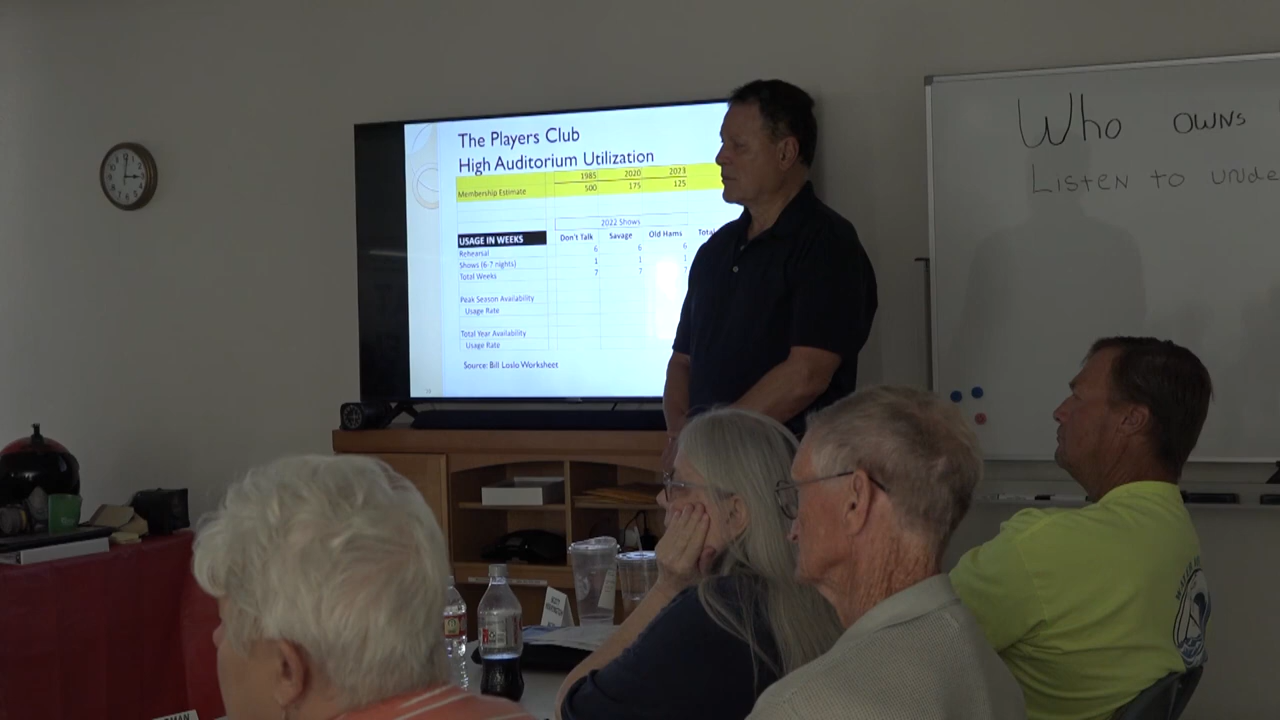 The Players Club
High Auditorium Utilization
1985 2020 2023
Membership Estimate 500 175 125
2022 Shows
USAGE IN WEEKS Don't Talk Savage Old Hams Total
Rehearsal 6 6 6
Shows (6-7 nights) 1 1 1
Total Weeks 7 7 7
Peak Season Availability
Usage Rate
Total Year Availability
Usage Rate
Source: Bill Loslo Worksheet
Who OWNS
LISTEN TO UNDE
MAN